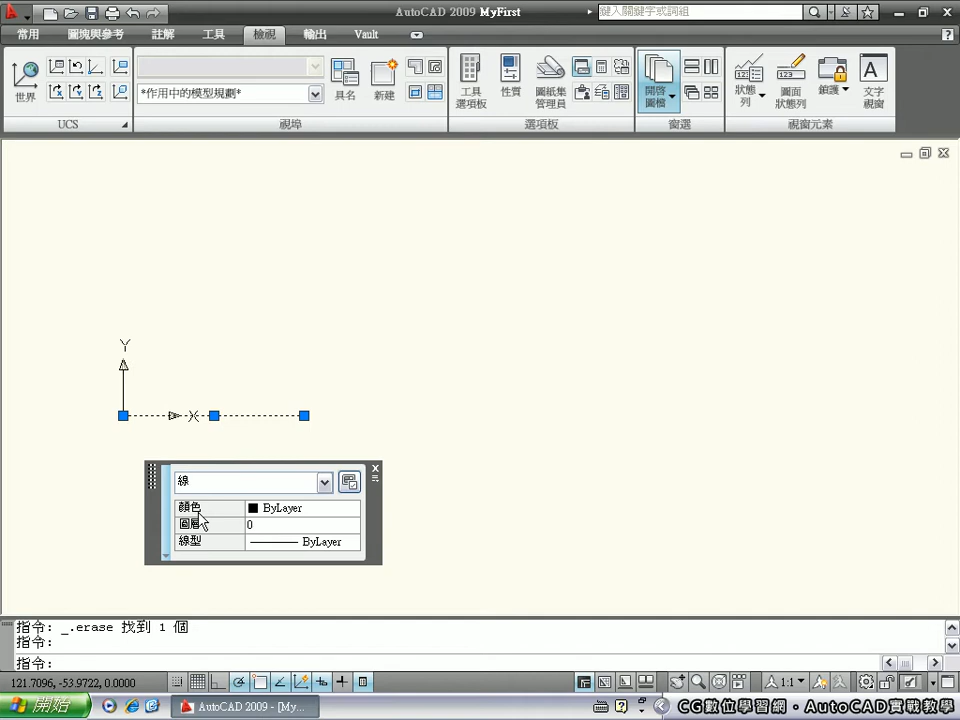 AutoCAD 2009 MyFirst
鍵入關鍵字或詞組
常用 圖塊與參考 註解 工具 檢視 輸出 Vault
世界
*作用中的模型規劃*
具名
新建
工具
選項板
性質
圖紙集
管理員
開啓
圖檔
狀態
列
圖面
狀態列
鎖護
文字
視窗
UCS 視埠 選項板 窗選 視窗元素
Y
X
線
顏色 ByLayer
圖層 0
線型 ByLayer
指令: _.erase 找到 1 個
指令:
指令:
121.7096, -53.9722, 0.0000
1:1
開始
AutoCAD 2009 - [My...
CG數位學習網·AutoCAD實戰教學